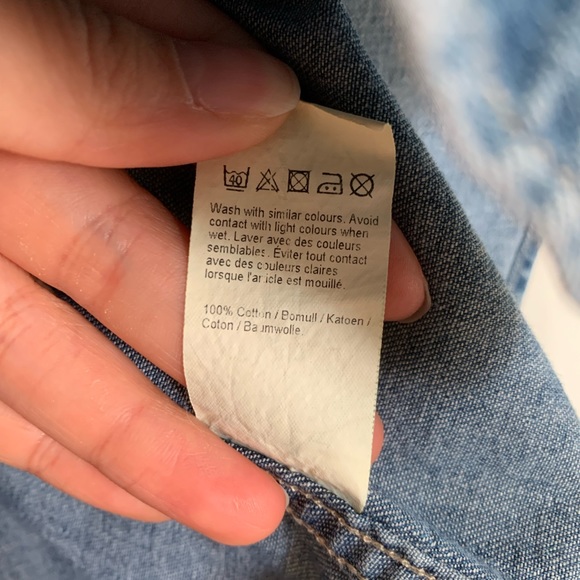 40
Wash with similar colours. Avoid
contact with light colours when
wet. Laver avec des couleurs
semblables. Eviter tout contact
avec des couleurs claires
lorsque l'article est mouillé.
100% Cotton / Bomull / Katoen /
Coton / Baumwolle.